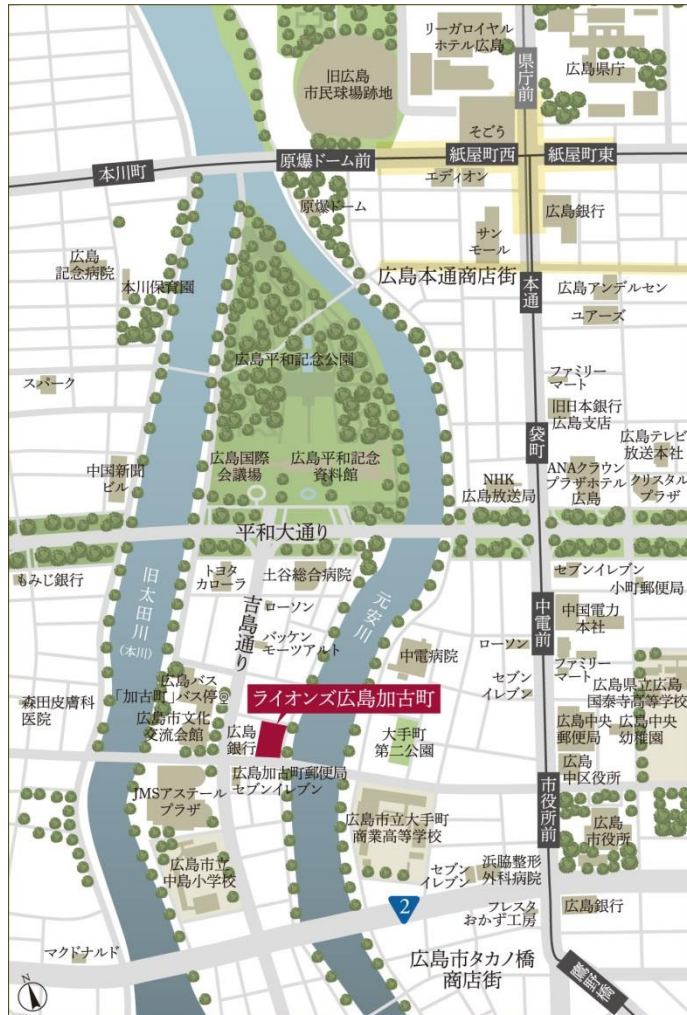 リーガロイヤル
ホテル広島
県庁前
広島県庁
旧広島
市民球場跡地
そごう
本川町
原爆ドーム前
紙屋町西
紙屋町東
エディオン
原爆ドーム
広島銀行
サン
モール
広島
記念病院
本川保育園
広島本通商店街
本通
広島アンデルセン
ユアーズ
広島平和記念公園
スパーク
ファミリー
マート
旧日本銀行
広島支店
袋町
広島テレビ
放送本社
中国新聞
ビル
広島国際
会議場
広島平和記念
資料館
NHK
広島放送局
ANAクラウン
プラザホテル
広島
クリスタル
プラザ
平和大通り
もみじ銀行
旧太田川
(本川)
トヨタ
カローラ
土谷総合病院
元安川
セブンイレブン
小町郵便局
吉島通り
ローソン
バッケン
モーツアルト
中電前
中国電力
本社
中電病院
ローソン
セブン
イレブン
ファミリー
マート
広島県立広島
国泰寺高等学校
森田皮膚科
医院
広島バス
「加古町」バス停
広島市文化
交流会館
ライオンズ広島加古町
広島
銀行
大手町
第二公園
広島中央
郵便局
広島中央
幼稚園
広島
中区役所
広島加古町郵便局
セブンイレブン
JMSアステール
プラザ
市役所前
広島
市役所
広島市立大手町
商業高等学校
広島市立
中島小学校
セブン
イレブン
浜脇整形
外科病院
2
フレスタ
おかず工房
広島銀行
マクドナルド
広島市タカノ橋
商店街
鷹野橋
N